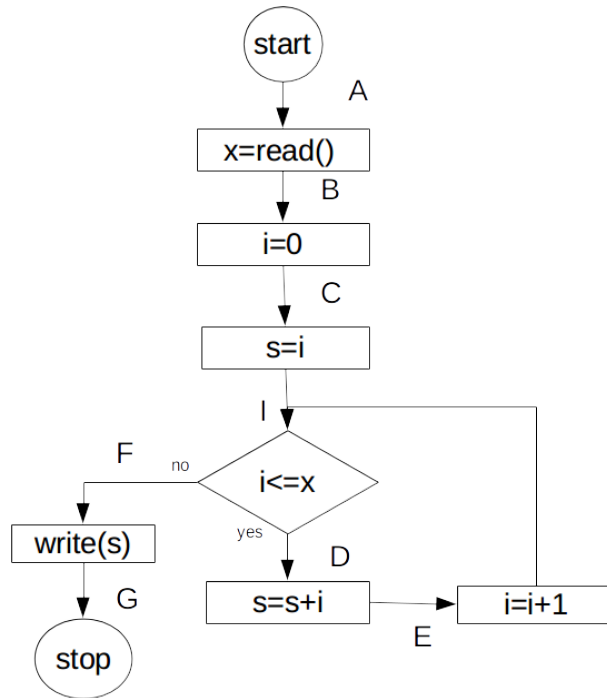 start
A
x=read()
B
i=0
C
s=i
I
F
no
i<=x
yes
write(s)
D
s=s+i
i=i+1
G
E
stop